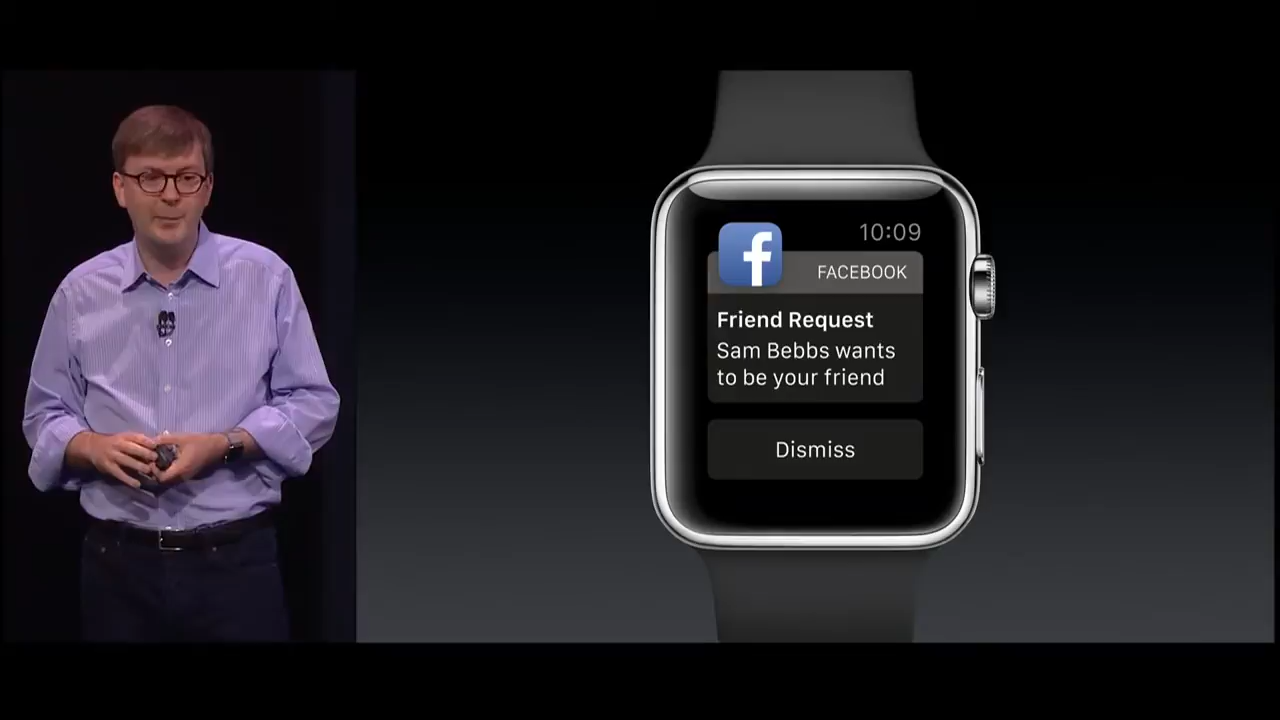 10:09
FACEBOOK
Friend Request
Sam Bebbs wants
to be your friend
Dismiss